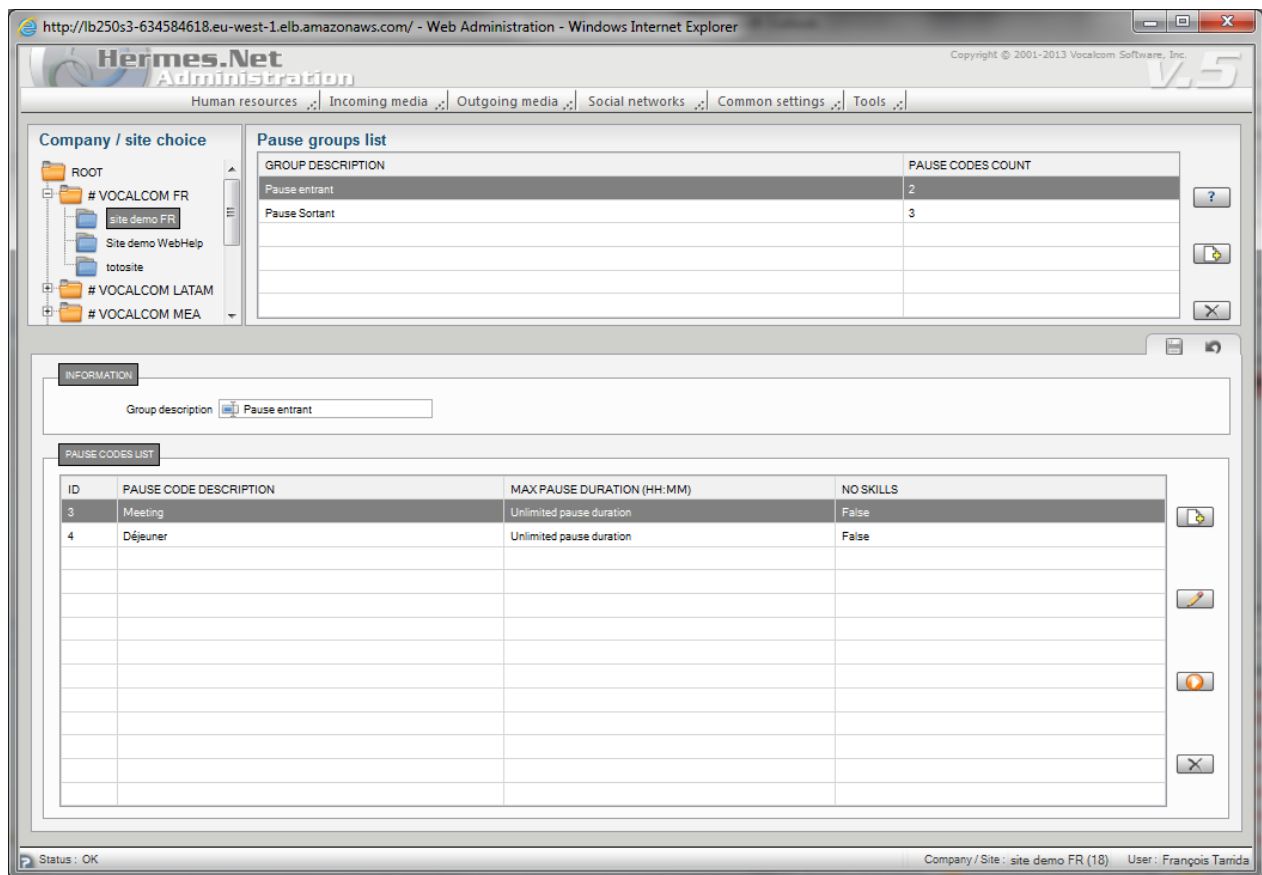 http://lb250s3-634584618.eu-west-1.elb.amazonaws.com/ - Web Administration - Windows Internet Explorer
Hermes.Net
Administration
Copyright © 2001-2013 Vocalcom Software, Inc.
V.5
Human resources Incoming media Outgoing media Social networks Common settings Tools
Company / site choice
ROOT
# VOCALCOM FR
site demo FR
Site demo WebHelp
totosite
# VOCALCOM LATAM
# VOCALCOM MEA
Pause groups list
GROUP DESCRIPTION PAUSE CODES COUNT
Pause entrant 2
Pause Sortant 3
?
INFORMATION
Group description Pause entrant
PAUSE CODES LIST
ID PAUSE CODE DESCRIPTION MAX PAUSE DURATION (HH:MM) NO SKILLS
3 Meeting Unlimited pause duration False
4 Déjeuner Unlimited pause duration False
Status : OK Company / Site : site demo FR (18) User : François Tarrida